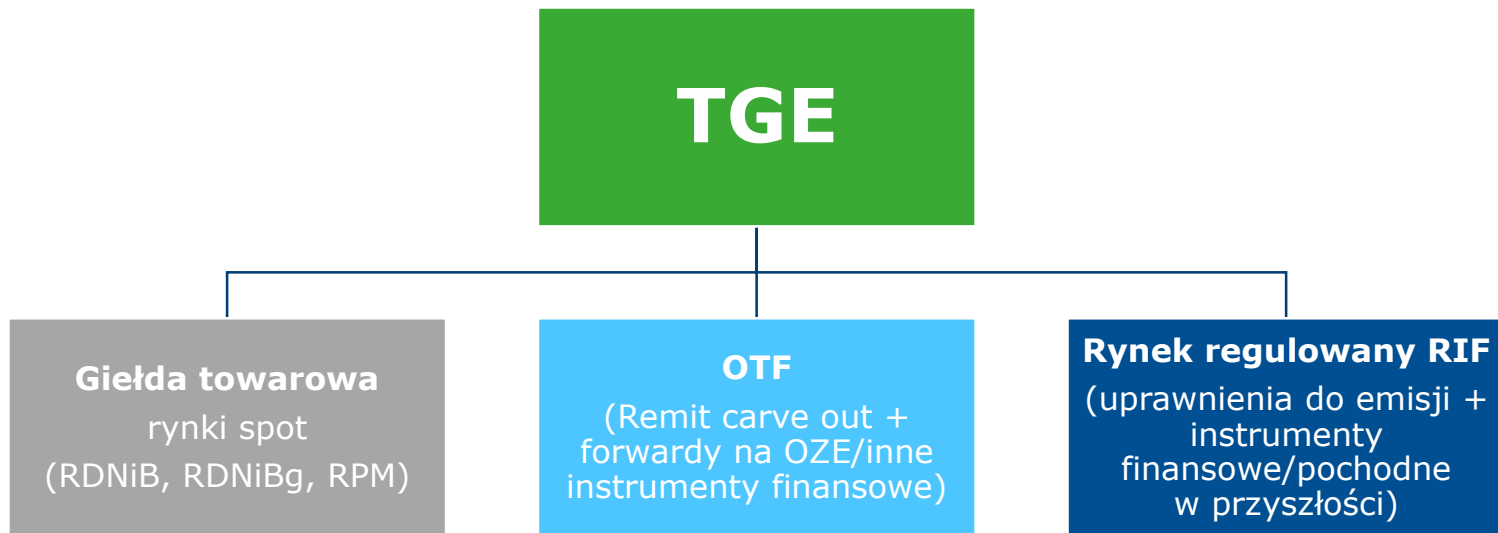 TGE
Giełda towarowa
rynki spot
(RDNiB, RDNiBg, RPM)
OTF
(Remit carve out +
forwardy na OZE/inne
instrumenty finansowe)
Rynek regulowany RIF
(uprawnienia do emisji +
instrumenty
finansowe/pochodne
w przyszłości)